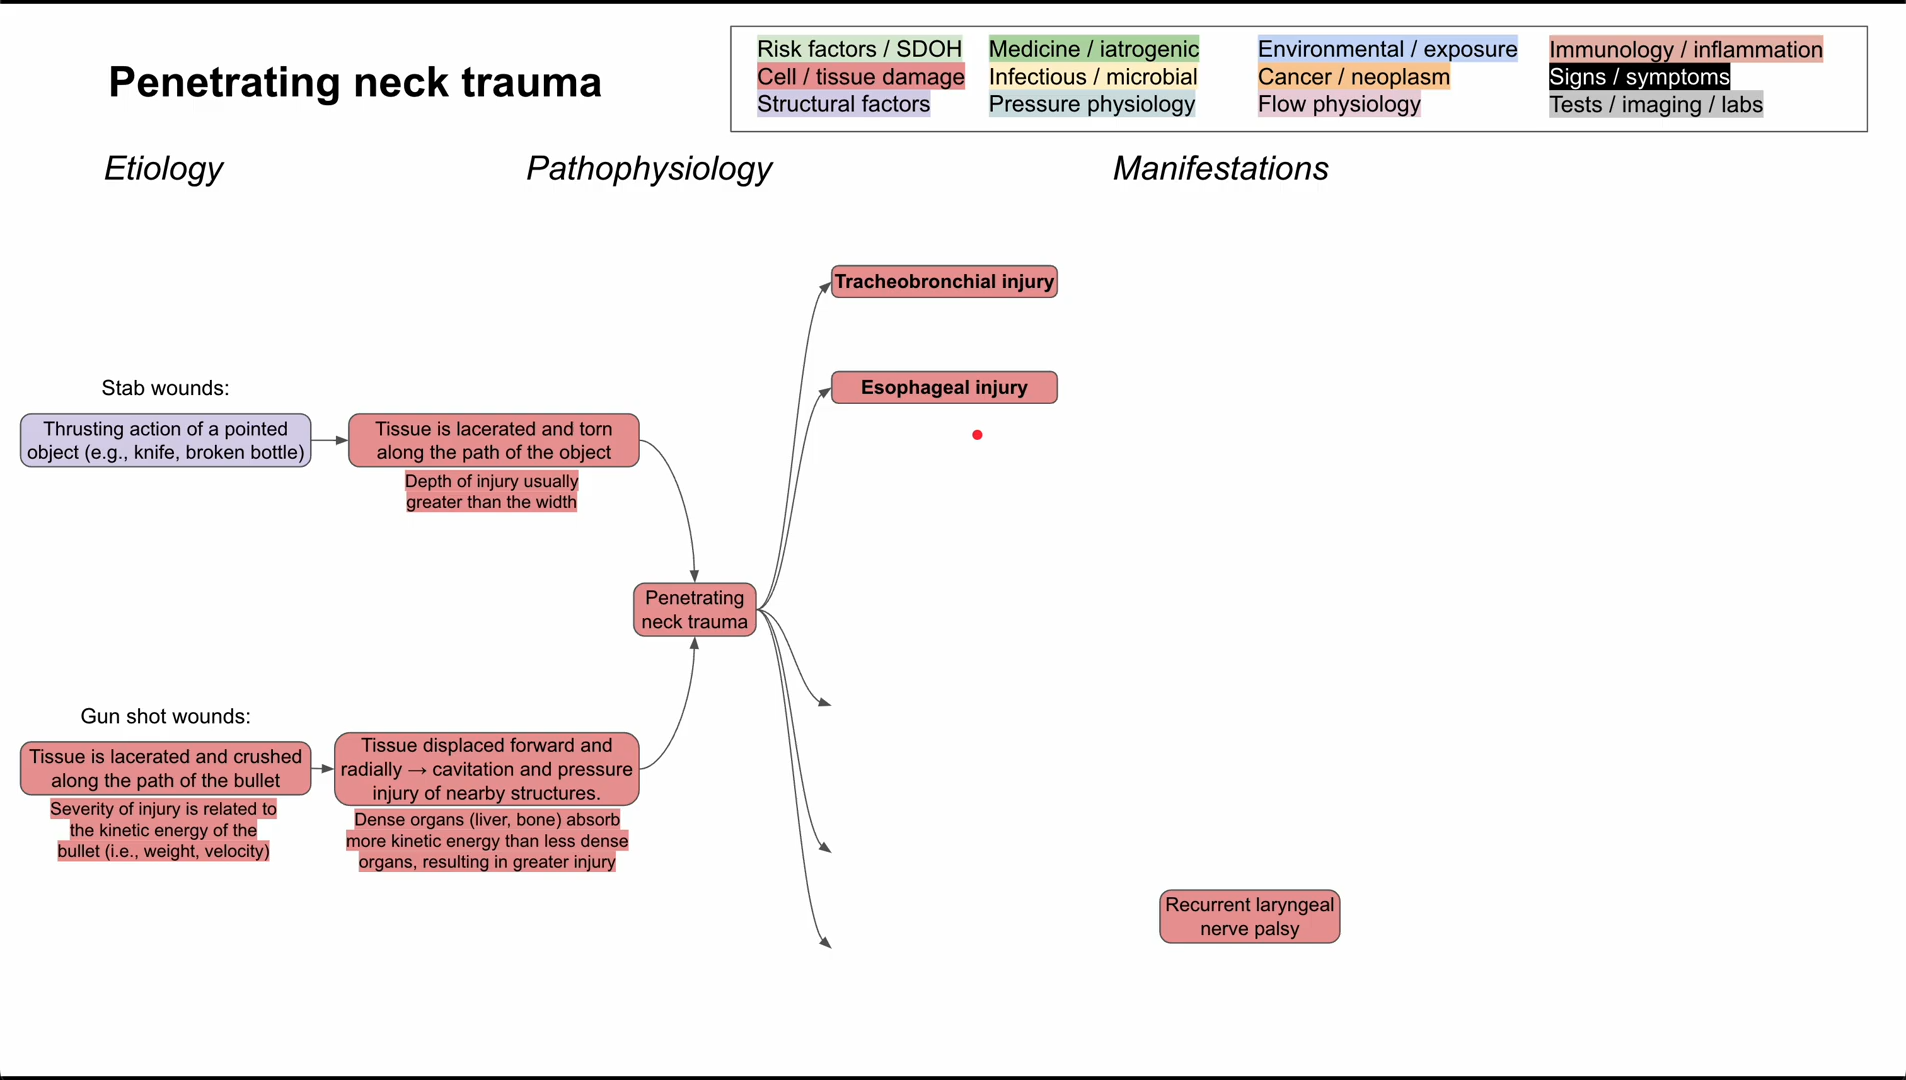 Penetrating neck trauma
Risk factors / SDOH
Cell / tissue damage
Structural factors
Medicine / iatrogenic
Infectious / microbial
Pressure physiology
Environmental / exposure
Cancer / neoplasm
Flow physiology
Immunology / inflammation
Signs / symptoms
Tests / imaging / labs
Etiology
Pathophysiology
Manifestations
Stab wounds:
Thrusting action of a pointed
object (e.g., knife, broken bottle)
Tissue is lacerated and torn
along the path of the object
Depth of injury usually
greater than the width
Gun shot wounds:
Tissue is lacerated and crushed
along the path of the bullet
Severity of injury is related to
the kinetic energy of the
bullet (i.e., weight, velocity)
Tissue displaced forward and
radially → cavitation and pressure
injury of nearby structures.
Dense organs (liver, bone) absorb
more kinetic energy than less dense
organs, resulting in greater injury
Penetrating
neck trauma
Tracheobronchial injury
Esophageal injury
Recurrent laryngeal
nerve palsy